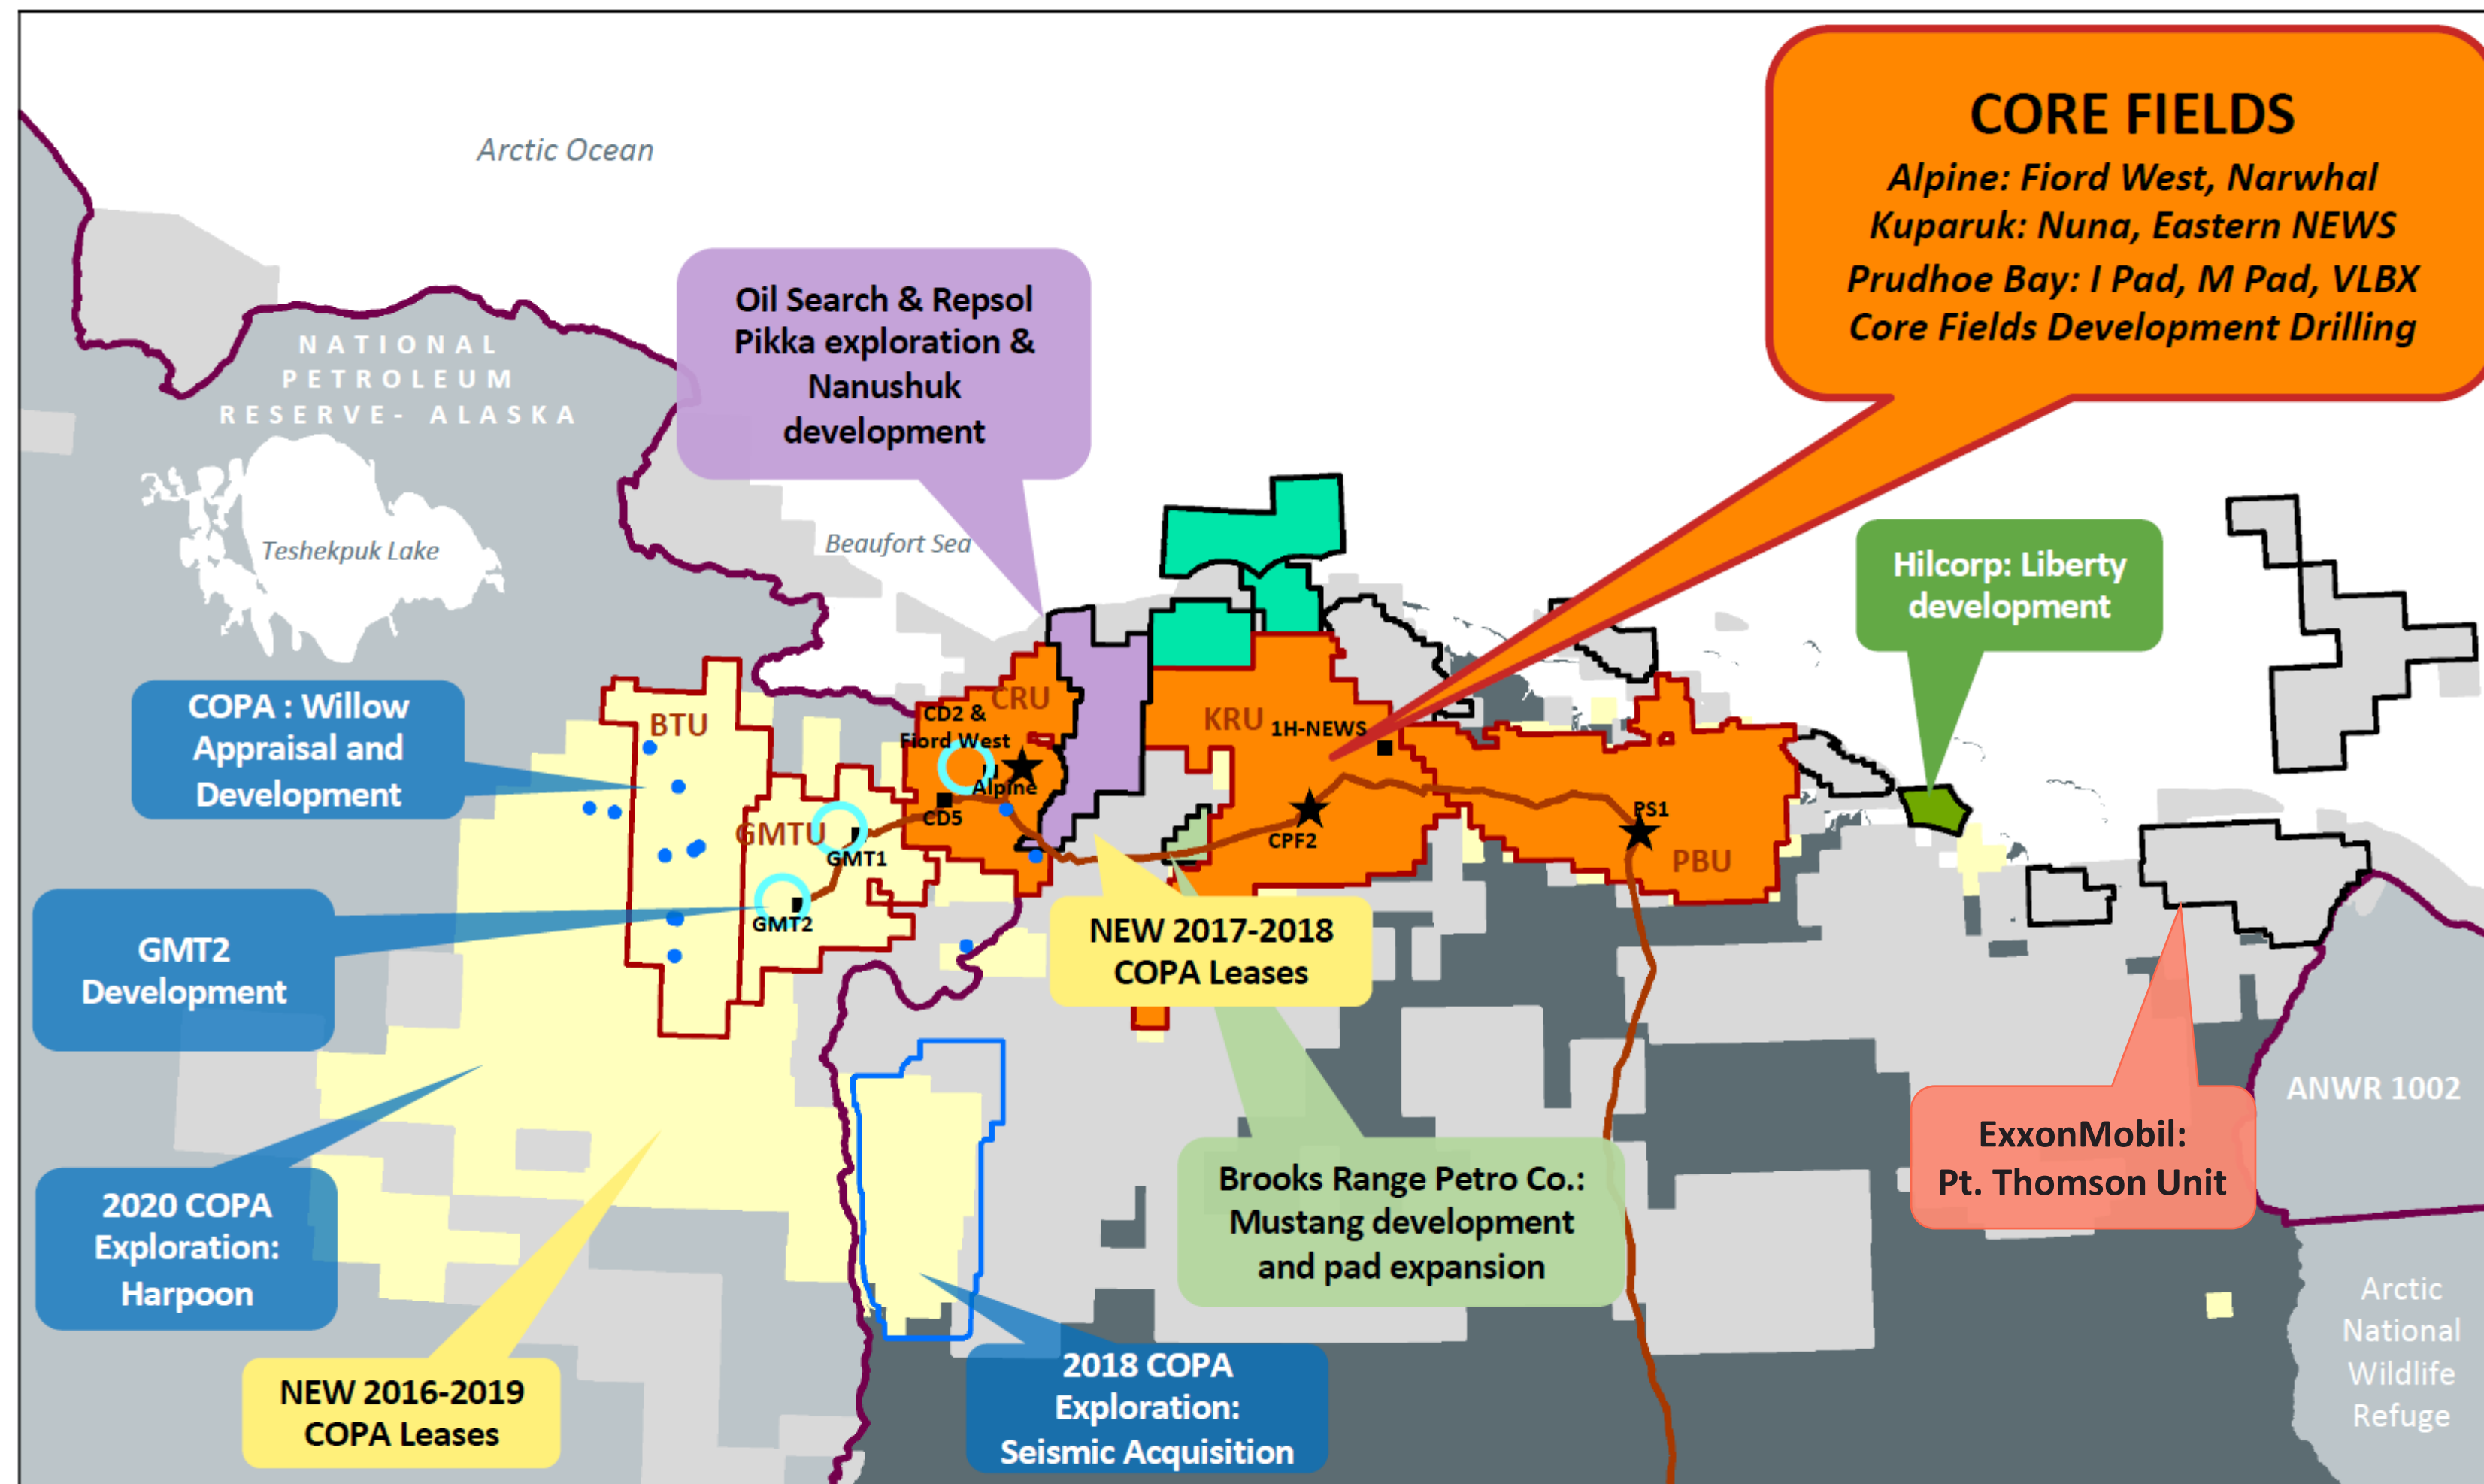 CORE FIELDS
Alpine: Fiord West, Narwhal
Kuparuk: Nuna, Eastern NEWS
Prudhoe Bay: I Pad, M Pad, VLBX
Core Fields Development Drilling
Arctic Ocean
Oil Search & Repsol
Pikka exploration &
Nanushuk
development
NATIONAL
PETROLEUM
RESERVE- ALASKA
Teshekpuk Lake
Beaufort Sea
Hilcorp: Liberty
development
COPA : Willow
Appraisal and
Development
BTU
CRU
CD2 &
Fiord West
Alpine
CD5
KRU
1H-NEWS
CPF2
PS1
PBU
GMTU
GMT1
GMT2
GMT2
Development
NEW 2017-2018
COPA Leases
ANWR 1002
ExxonMobil:
Pt. Thomson Unit
Brooks Range Petro Co.:
Mustang development
and pad expansion
2020 COPA
Exploration:
Harpoon
NEW 2016-2019
COPA Leases
2018 COPA
Exploration:
Seismic Acquisition
Arctic
National
Wildlife
Refuge